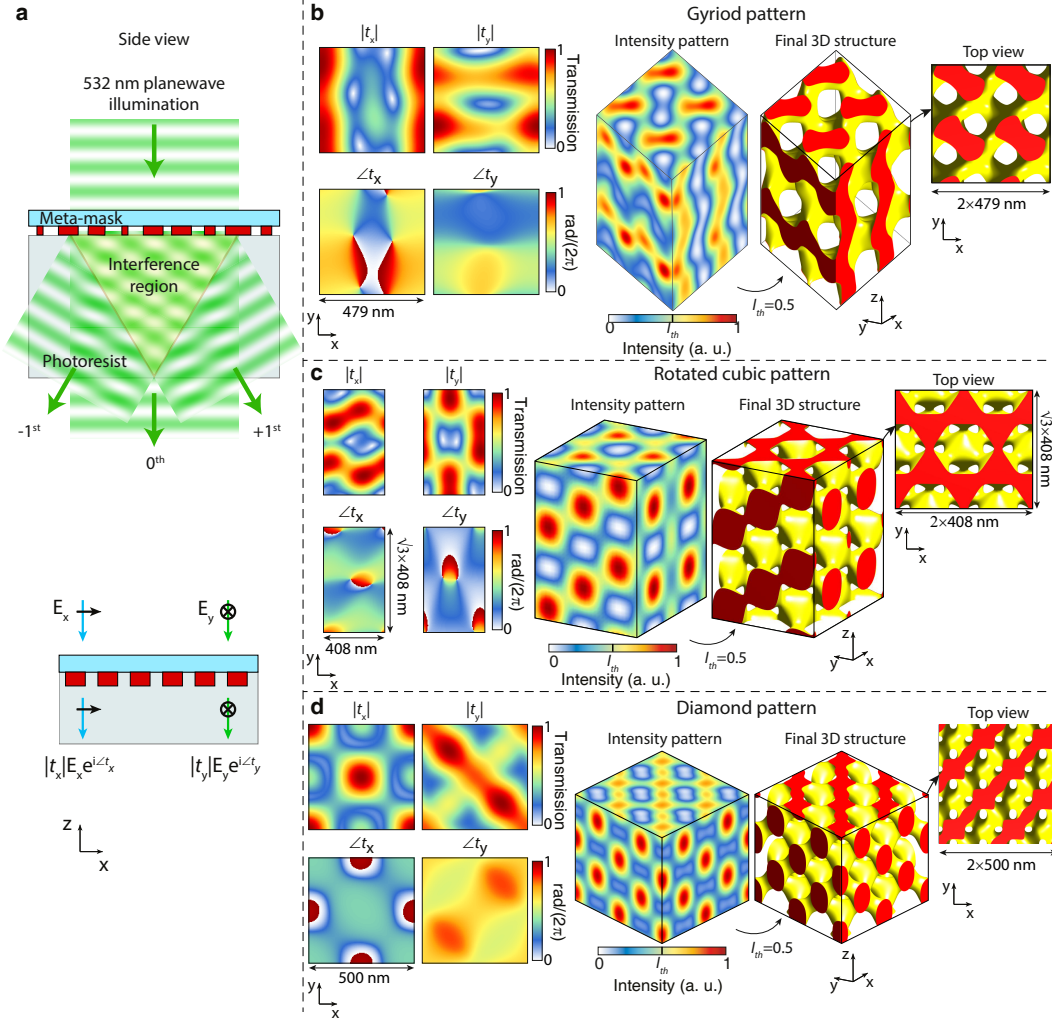 a
Side view
532 nm planewave
illumination
Meta-mask
Interference
region
Photoresist
-1st
0th
+1st
Ex
Ey
|tx|Exei∠tx
|ty|Eyei∠ty
z
x
b
Gyriod pattern
|tx|
|ty|
1
Transmission
0
∠tx
∠ty
1
rad/(2π)
0
479 nm
y
x
Intensity pattern
Final 3D structure
Top view
2×479 nm
y
x
Ith=0.5
0
Ith
1
Intensity (a. u.)
z
y
x
c
Rotated cubic pattern
|tx|
|ty|
1
Transmission
0
∠tx
∠ty
1
rad/(2π)
0
√3×408 nm
408 nm
y
x
Intensity pattern
Final 3D structure
Top view
√3×408 nm
2×408 nm
y
x
Ith=0.5
0
Ith
1
Intensity (a. u.)
z
y
x
d
Diamond pattern
|tx|
|ty|
1
Transmission
0
∠tx
∠ty
1
rad/(2π)
0
500 nm
y
x
Intensity pattern
Final 3D structure
Top view
2×500 nm
y
x
Ith=0.5
0
Ith
1
Intensity (a. u.)
z
y
x